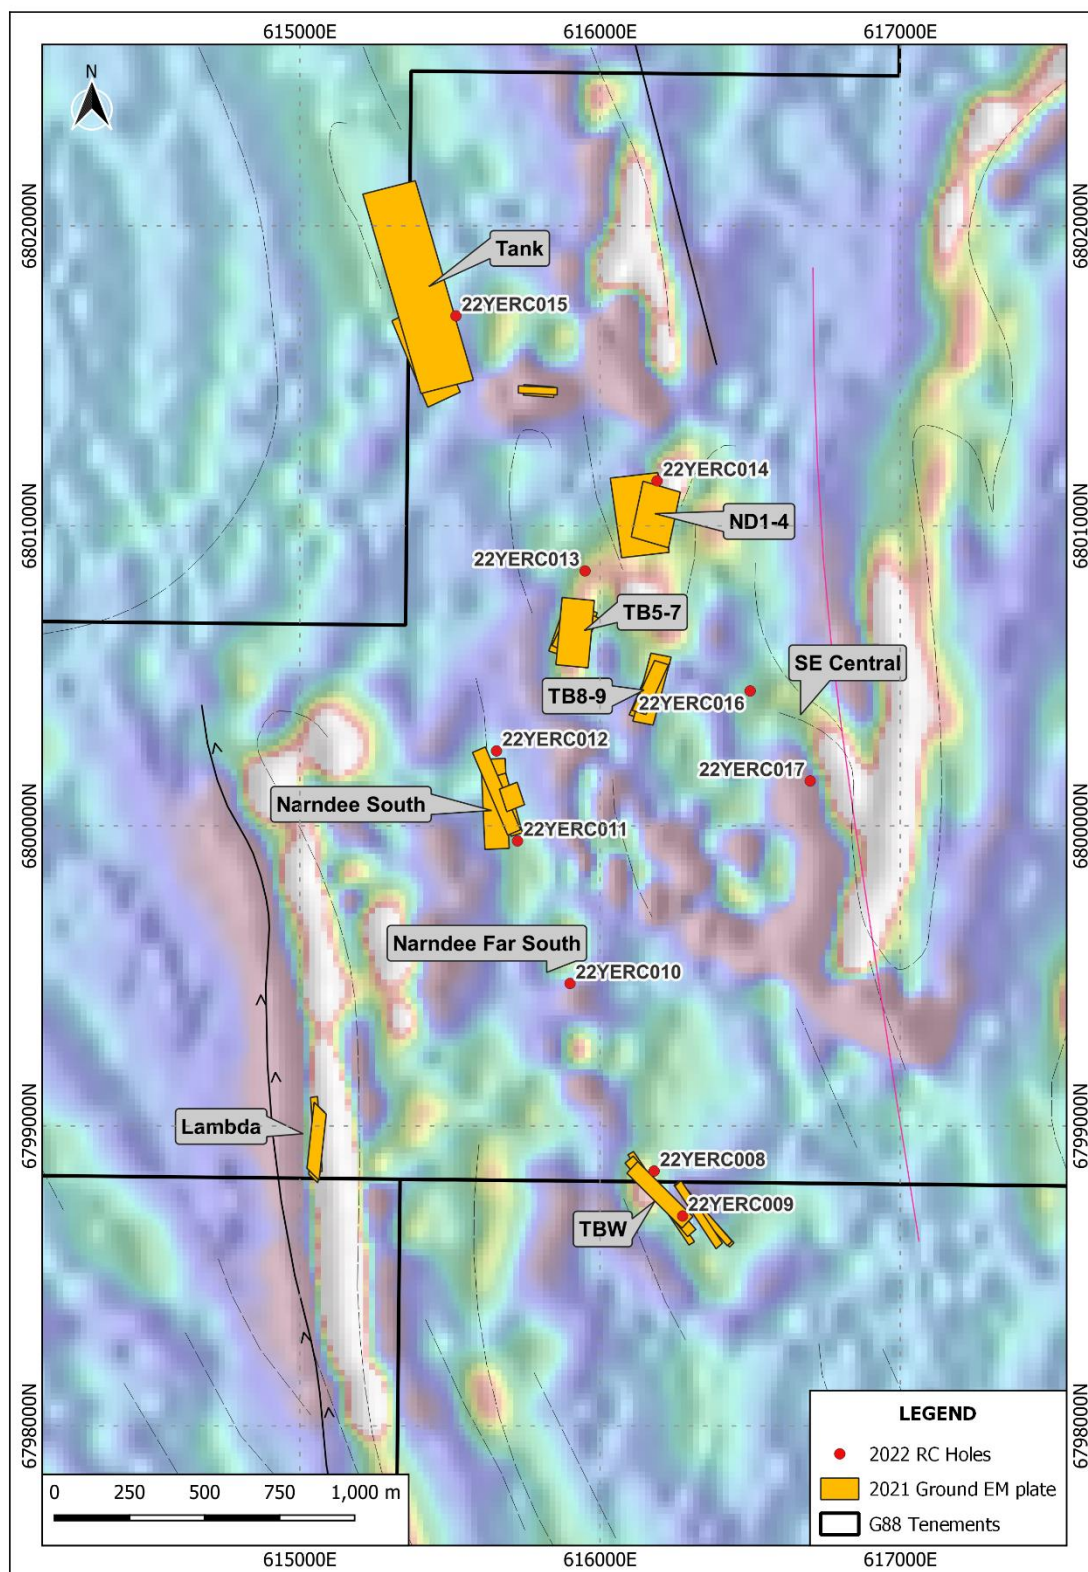 615000E
616000E
617000E
N
6802000N
6802000N
Tank
22YERC015
22YERC014
6801000N
6801000N
ND1-4
22YERC013
TB5-7
SE Central
TB8-9
22YERC016
22YERC012
22YERC017
Narndee South
6800000N
6800000N
22YERC011
Narndee Far South
22YERC010
6799000N
6799000N
Lambda
22YERC008
22YERC009
TBW
6798000N
6798000N
LEGEND
2022 RC Holes
2021 Ground EM plate
G88 Tenements
0 250 500 750 1,000 m
615000E
616000E
617000E